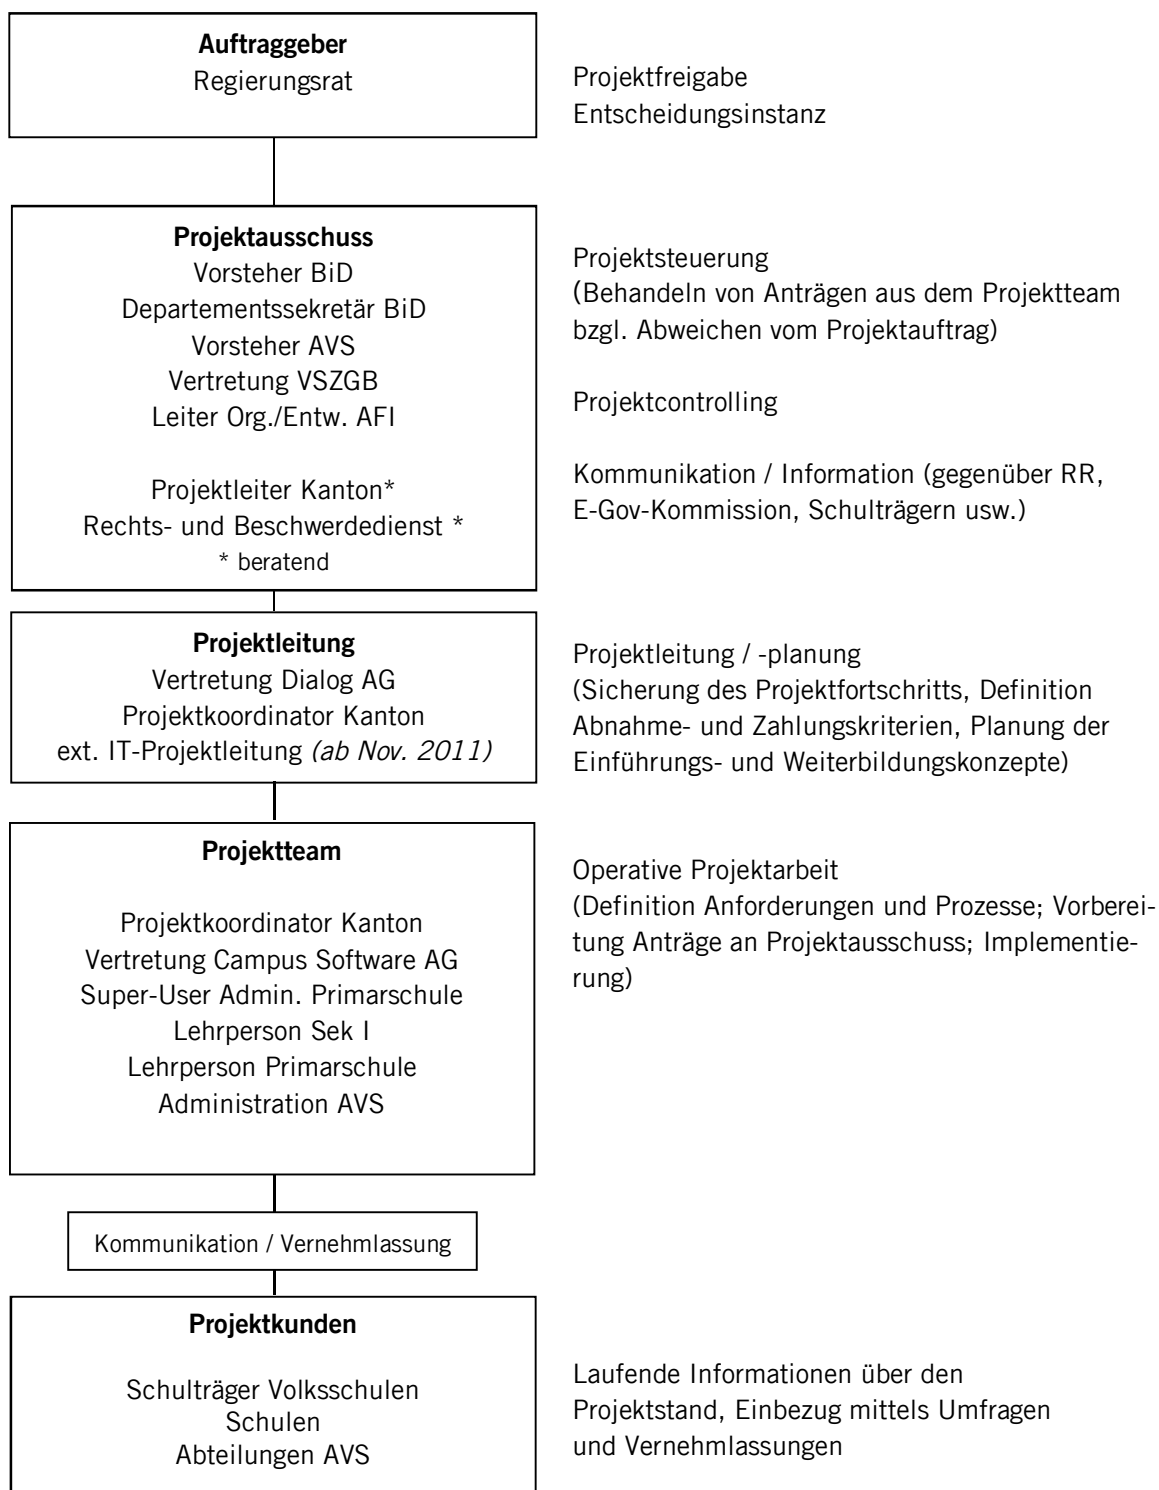 Auftraggeber
Regierungsrat
Projektfreigabe
Entscheidungsinstanz
Projektausschuss
Vorsteher BiD
Departementssekretär BiD
Vorsteher AVS
Vertretung VSZGB
Leiter Org./Entw. AFI
Projektleiter Kanton*
Rechts- und Beschwerdedienst *
* beratend
Projektsteuerung
(Behandeln von Anträgen aus dem Projektteam
bzgl. Abweichen vom Projektauftrag)
Projektcontrolling
Kommunikation / Information (gegenüber RR,
E-Gov-Kommission, Schulträgern usw.)
Projektleitung
Vertretung Dialog AG
Projektkoordinator Kanton
ext. IT-Projektleitung (ab Nov. 2011)
Projektleitung / -planung
(Sicherung des Projektfortschritts, Definition
Abnahme- und Zahlungskriterien, Planung der
Einführungs- und Weiterbildungskonzepte)
Projektteam
Projektkoordinator Kanton
Vertretung Campus Software AG
Super-User Admin. Primarschule
Lehrperson Sek I
Lehrperson Primarschule
Administration AVS
Operative Projektarbeit
(Definition Anforderungen und Prozesse; Vorberei-
tung Anträge an Projektausschuss; Implementie-
rung)
Kommunikation / Vernehmlassung
Projektkunden
Schulträger Volksschulen
Schulen
Abteilungen AVS
Laufende Informationen über den
Projektstand, Einbezug mittels Umfragen
und Vernehmlassungen